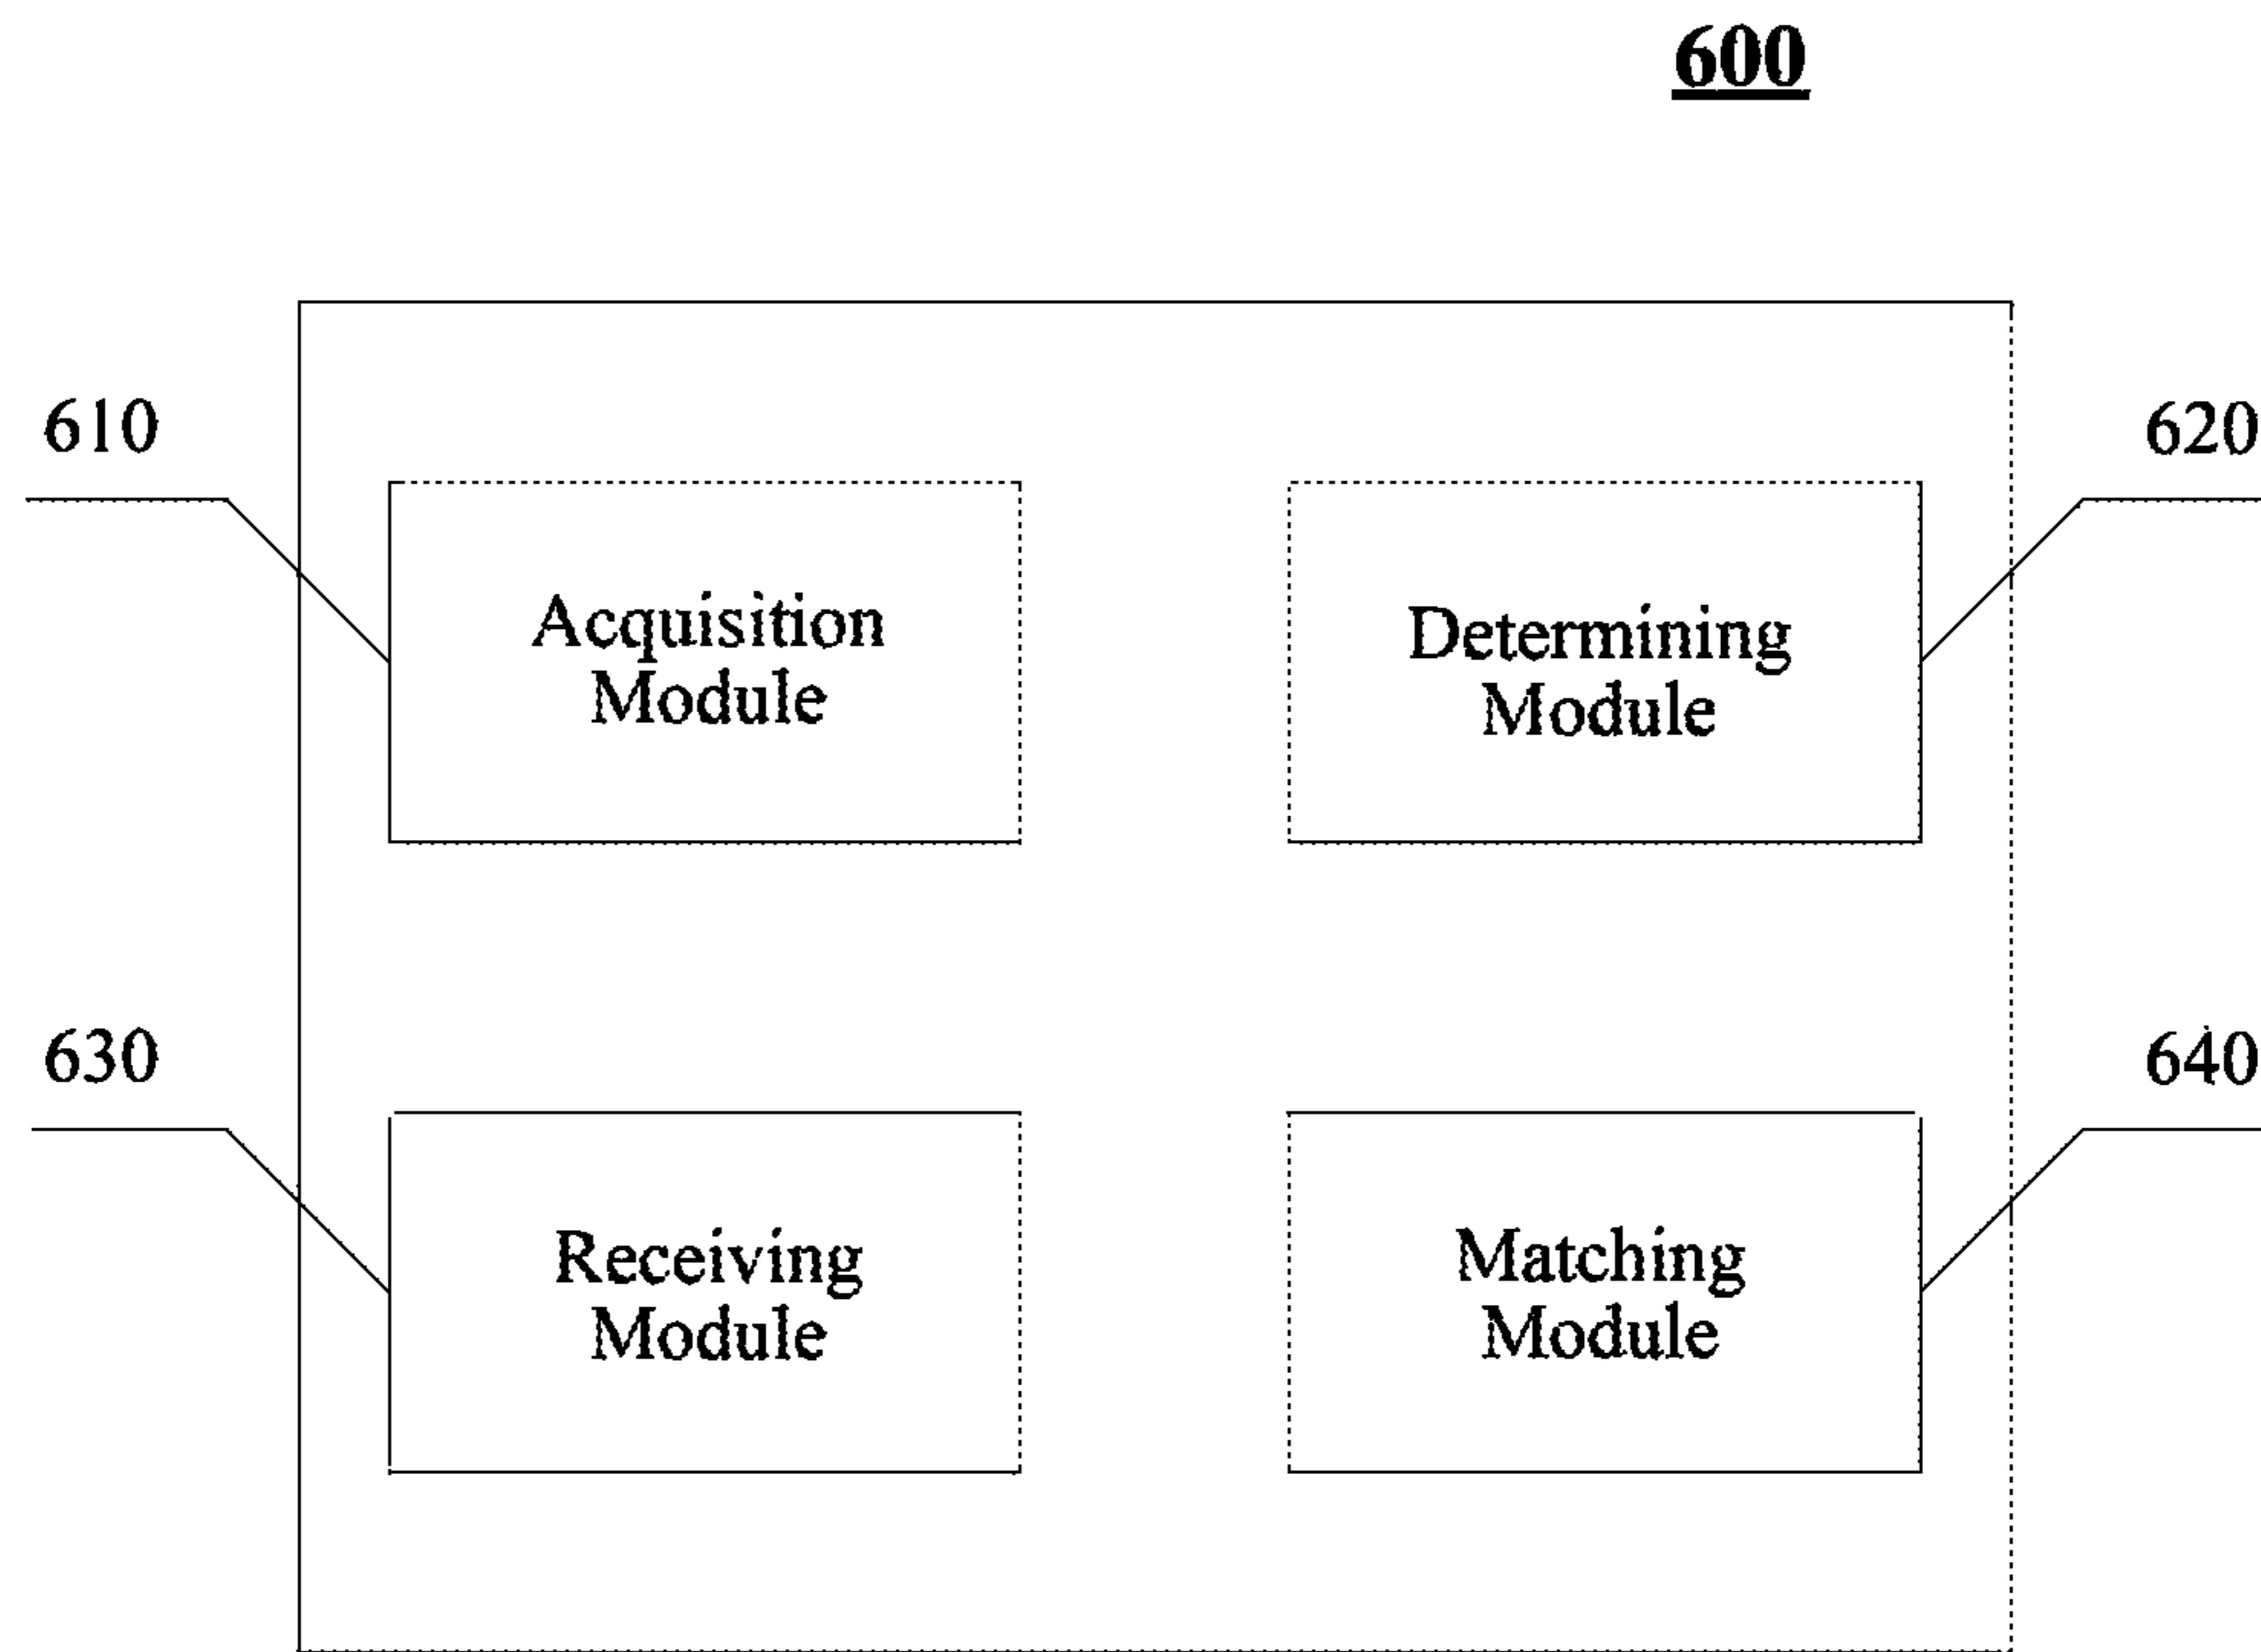 600
610
620
Acquisition
Module
Determining
Module
630
640
Receiving
Module
Matching
Module